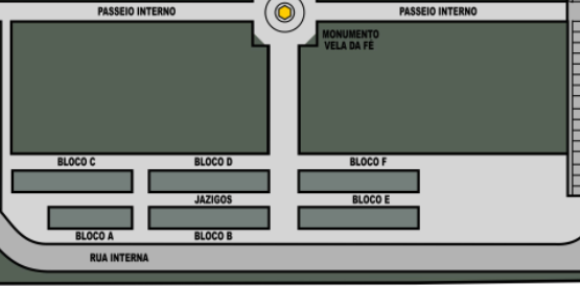 PASSEIO INTERNO
PASSEIO INTERNO
MONUMENTO
VELA DA FÉ
BLOCO C
BLOCO D
BLOCO F
JAZIGOS
BLOCO E
BLOCO A
BLOCO B
RUA INTERNA